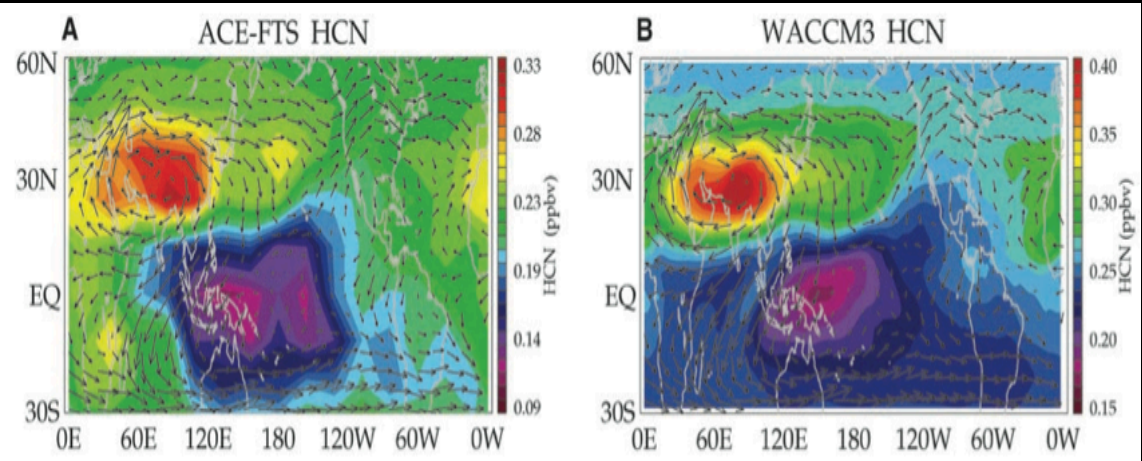 A ACE-FTS HCN
60N
30N
EQ
30S
0E 60E 120E 180 120W 60W 0W
0.33
0.28
0.23
0.19
0.14
0.09
HCN (ppbv)
B WACCM3 HCN
60N
30N
EQ
30S
0E 60E 120E 180 120W 60W 0W
0.40
0.35
0.30
0.25
0.20
0.15
HCN (ppbv)